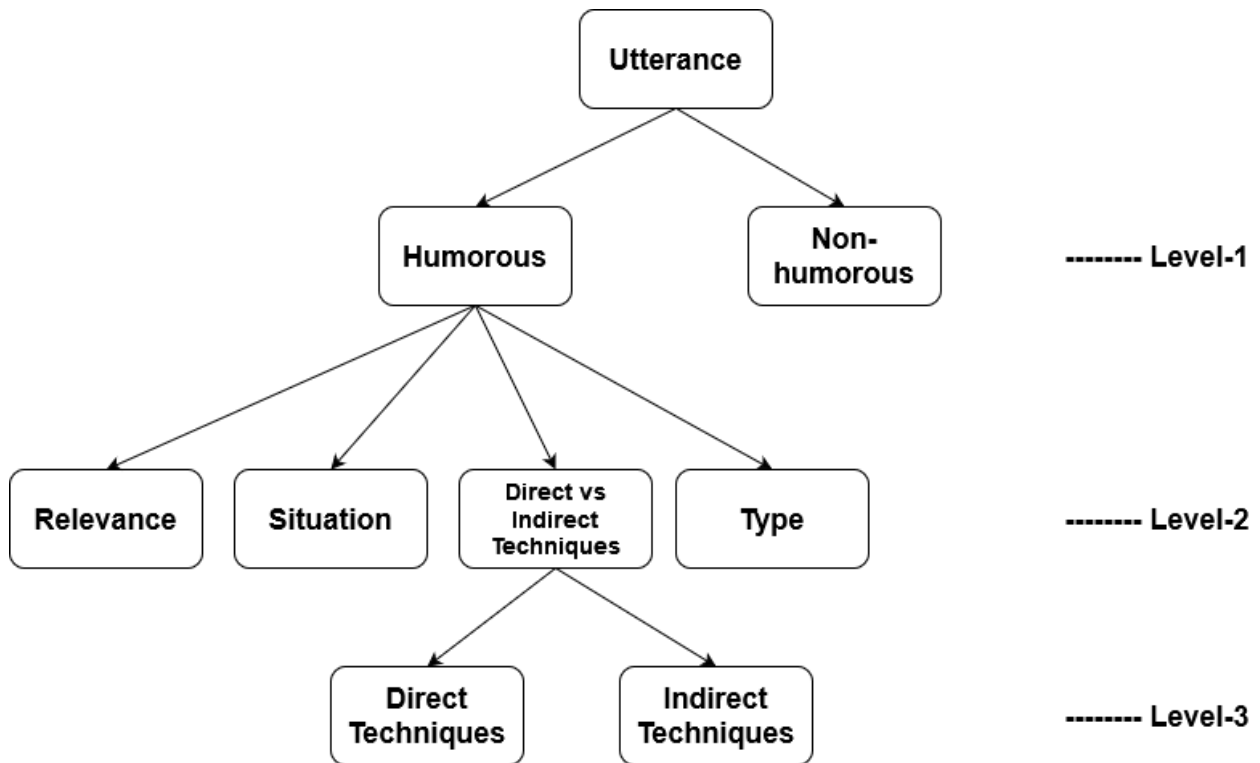 Utterance
Humorous
Non-
humorous
-------- Level-1
Relevance
Situation
Direct vs
Indirect
Techniques
Type
-------- Level-2
Direct
Techniques
Indirect
Techniques
-------- Level-3